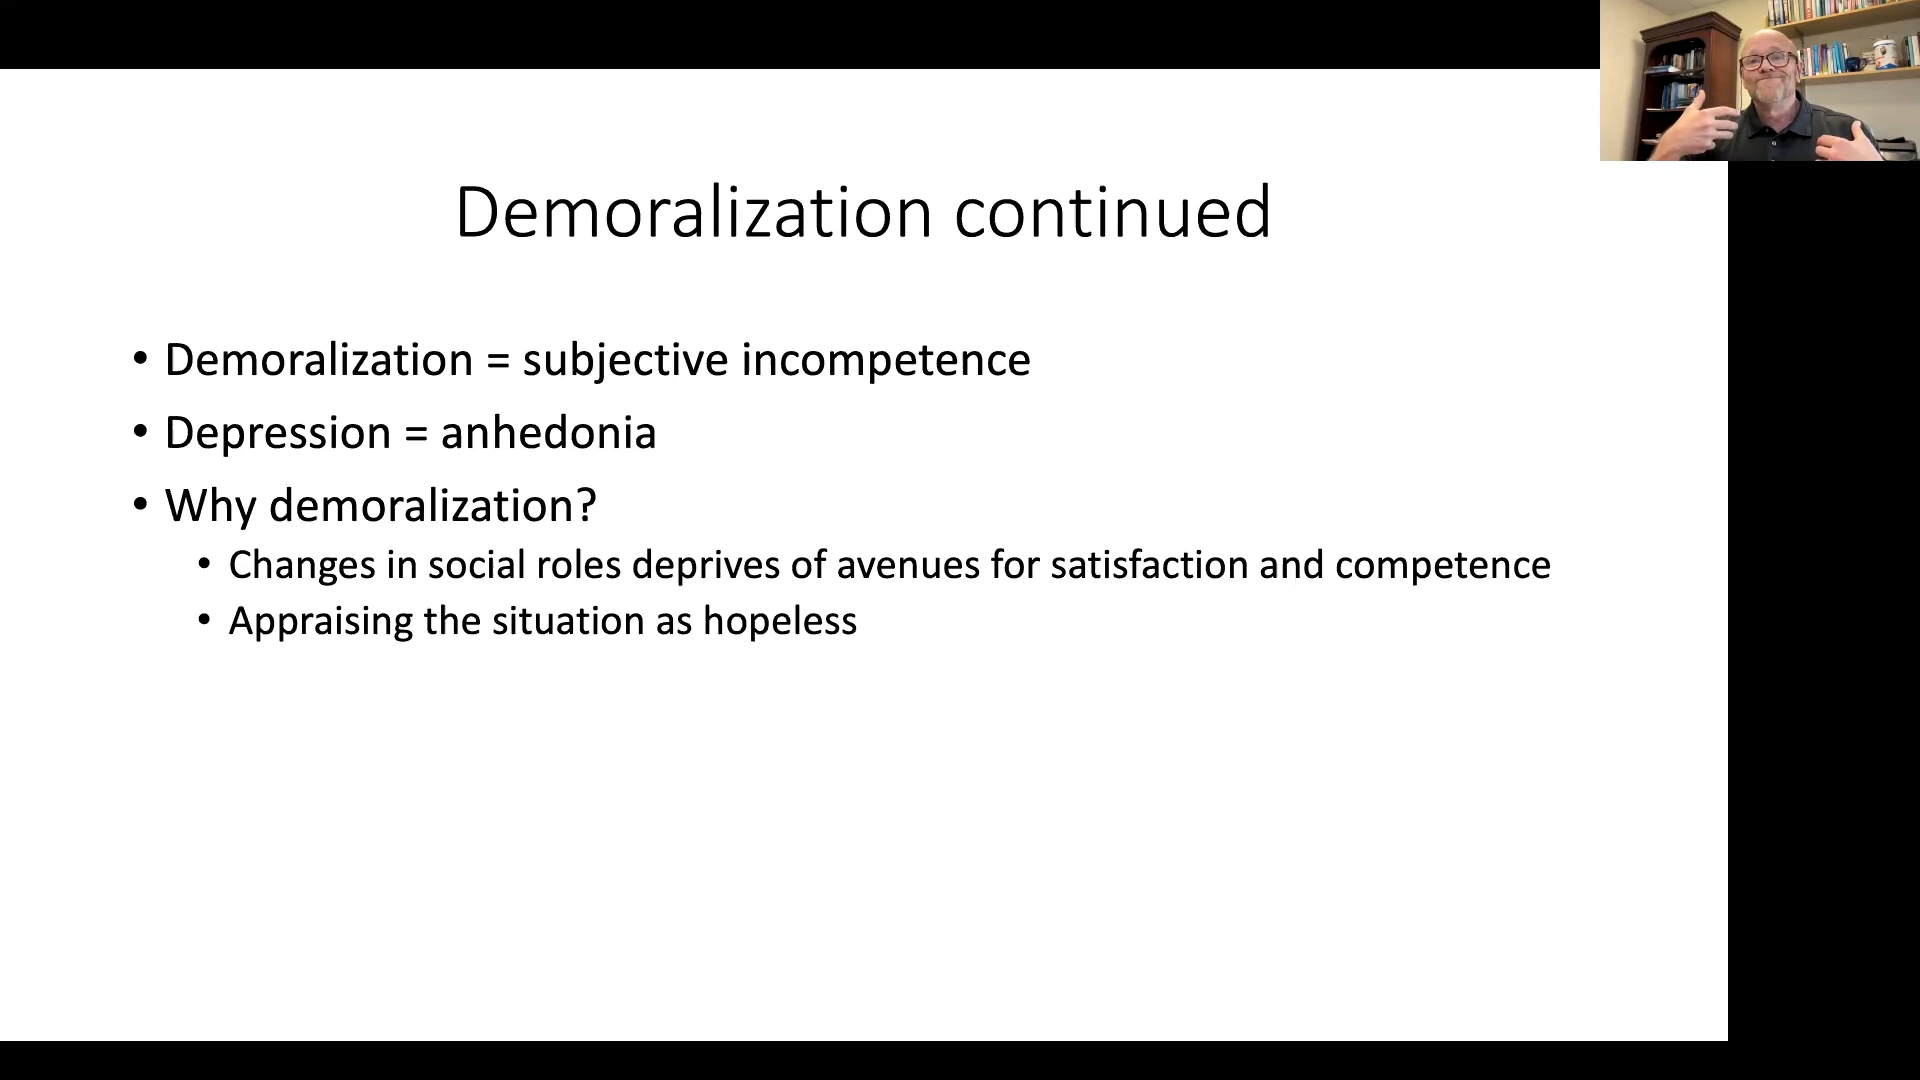 Demoralization continued
• Demoralization = subjective incompetence
• Depression = anhedonia
• Why demoralization?
• Changes in social roles deprives of avenues for satisfaction and competence
• Appraising the situation as hopeless